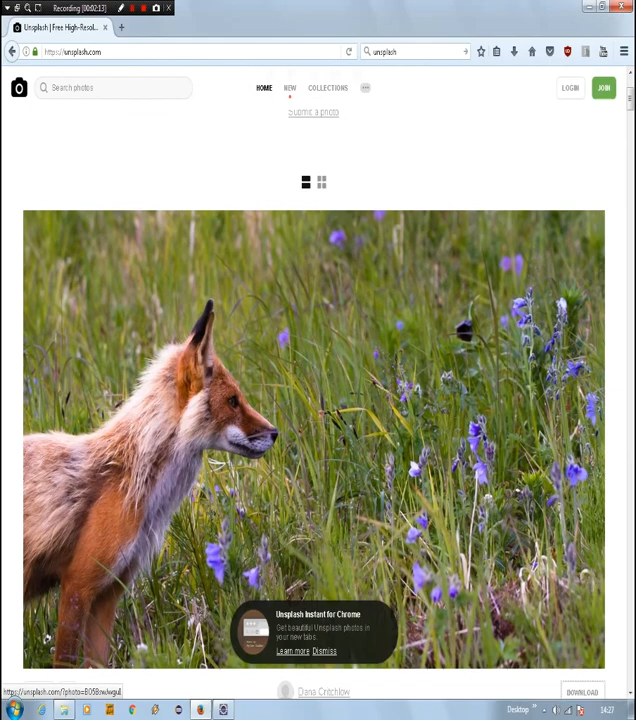 Recording [00:02:13]
Unsplash | Free High-Resol...
https://unsplash.com
unsplash
Search photos
HOME NEW COLLECTIONS
LOGIN JOIN
Submit a photo
Unsplash Instant for Chrome
Get beautiful Unsplash photos in
your new tabs.
Learn more Dismiss
Dana Critchlow
DOWNLOAD
Desktop
14:27